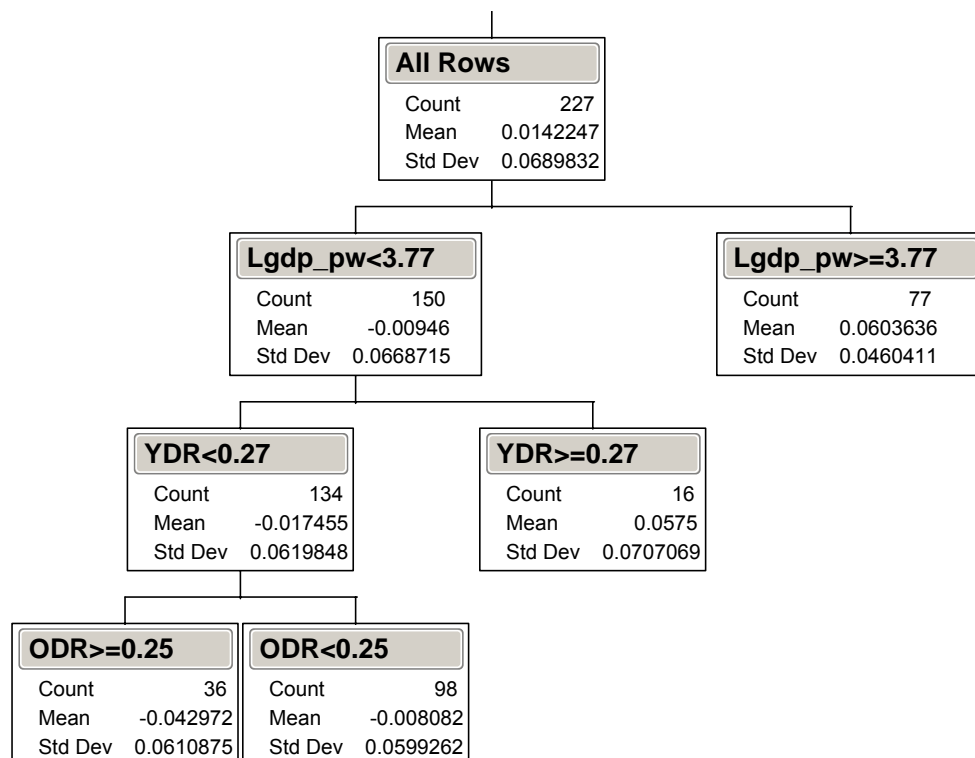 All Rows
Count 227
Mean 0.0142247
Std Dev 0.0689832
Lgdp_pw<3.77
Count 150
Mean -0.00946
Std Dev 0.0668715
Lgdp_pw>=3.77
Count 77
Mean 0.0603636
Std Dev 0.0460411
YDR<0.27
Count 134
Mean -0.017455
Std Dev 0.0619848
YDR>=0.27
Count 16
Mean 0.0575
Std Dev 0.0707069
ODR>=0.25
Count 36
Mean -0.042972
Std Dev 0.0610875
ODR<0.25
Count 98
Mean -0.008082
Std Dev 0.0599262